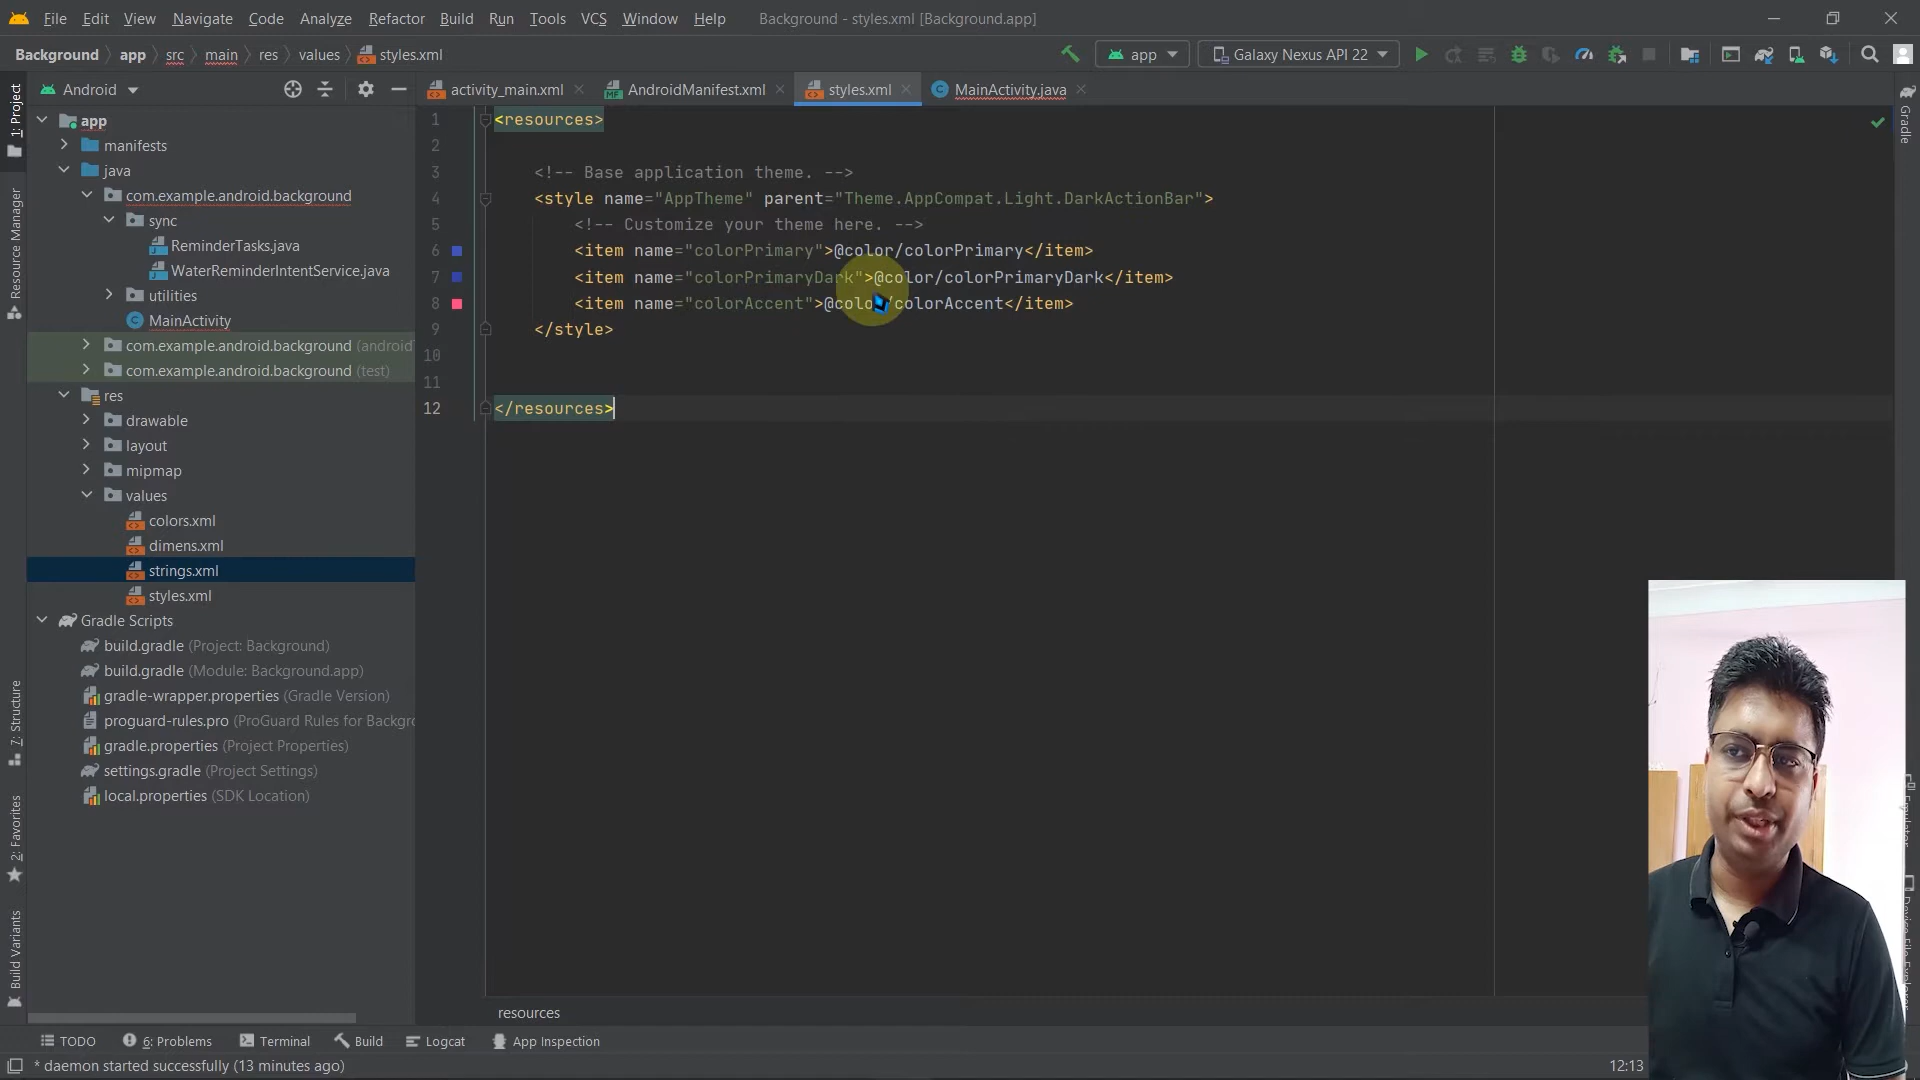 File Edit View Navigate Code Analyze Refactor Build Run Tools VCS Window Help Background - styles.xml [Background.app]
Background app src main res values styles.xml
app Galaxy Nexus API 22
Android
activity_main.xml AndroidManifest.xml styles.xml MainActivity.java
1: Project
Resource Manager
7: Structure
2: Favorites
Build Variants
app
manifests
java
com.example.android.background
sync
ReminderTasks.java
WaterReminderIntentService.java
utilities
MainActivity
com.example.android.background (android
com.example.android.background (test)
res
drawable
layout
mipmap
values
colors.xml
dimens.xml
strings.xml
styles.xml
Gradle Scripts
build.gradle (Project: Background)
build.gradle (Module: Background.app)
gradle-wrapper.properties (Gradle Version)
proguard-rules.pro (ProGuard Rules for Backgro
gradle.properties (Project Properties)
settings.gradle (Project Settings)
local.properties (SDK Location)
1 <resources>
2
3 <!-- Base application theme. -->
4 <style name="AppTheme" parent="Theme.AppCompat.Light.DarkActionBar">
5 <!-- Customize your theme here. -->
6 <item name="colorPrimary">@color/colorPrimary</item>
7 <item name="colorPrimaryDark">@color/colorPrimaryDark</item>
8 <item name="colorAccent">@color/colorAccent</item>
9 </style>
10
11
12 </resources>
Gradle
resources
TODO 6: Problems Terminal Build Logcat App Inspection
* daemon started successfully (13 minutes ago)
12:13